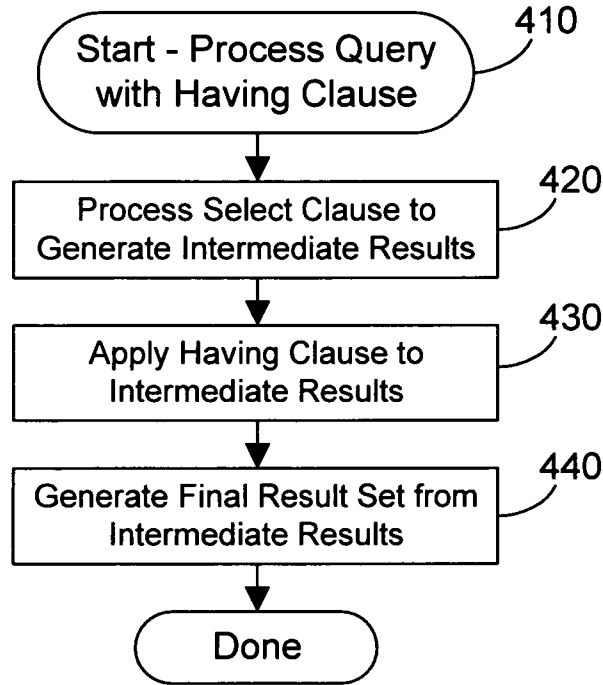 410
Start - Process Query
with Having Clause
420
Process Select Clause to
Generate Intermediate Results
430
Apply Having Clause to
Intermediate Results
440
Generate Final Result Set from
Intermediate Results
Done